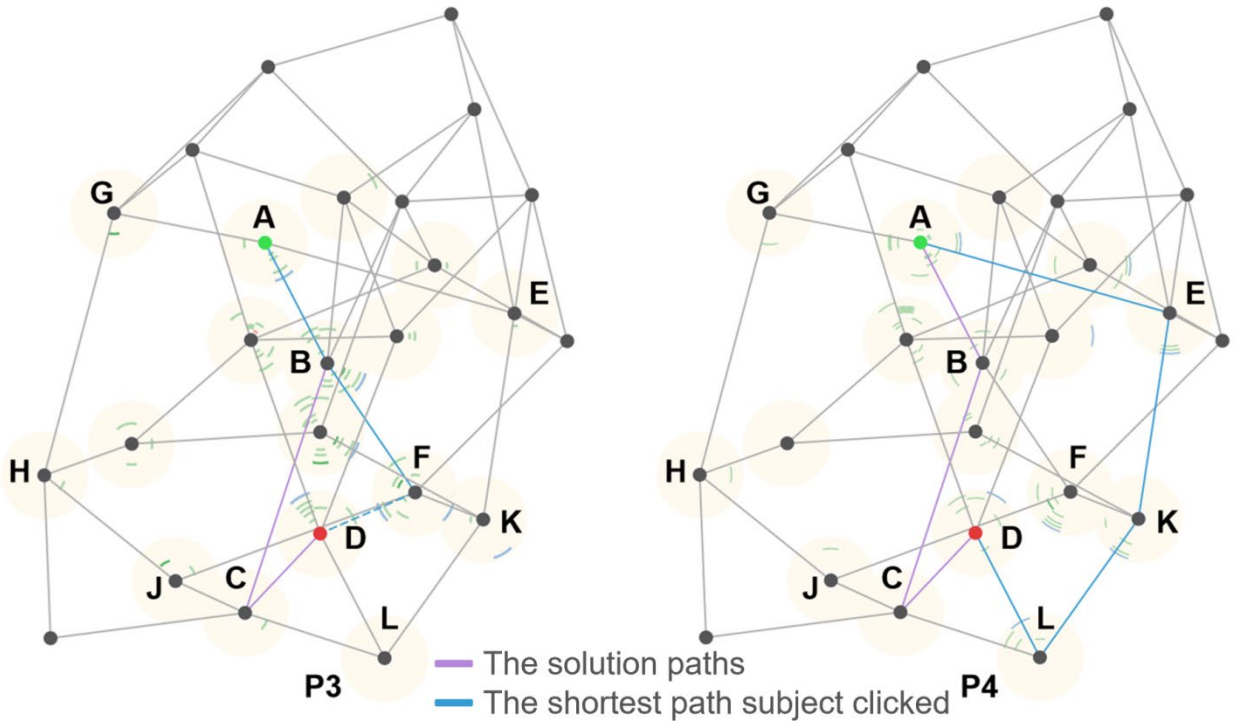 G
A
E
B
F
H
K
D
C
J
L
P3
G
A
E
B
F
H
K
D
C
J
L
P4
The solution paths
The shortest path subject clicked